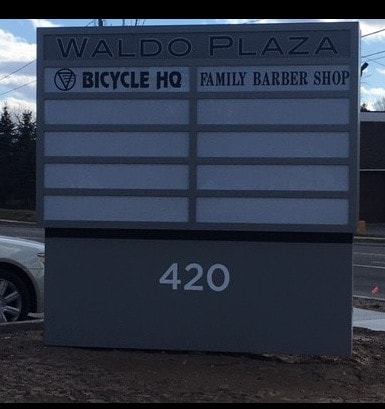 WALDO PLAZA
BICYCLE HQ
FAMILY BARBER SHOP
420